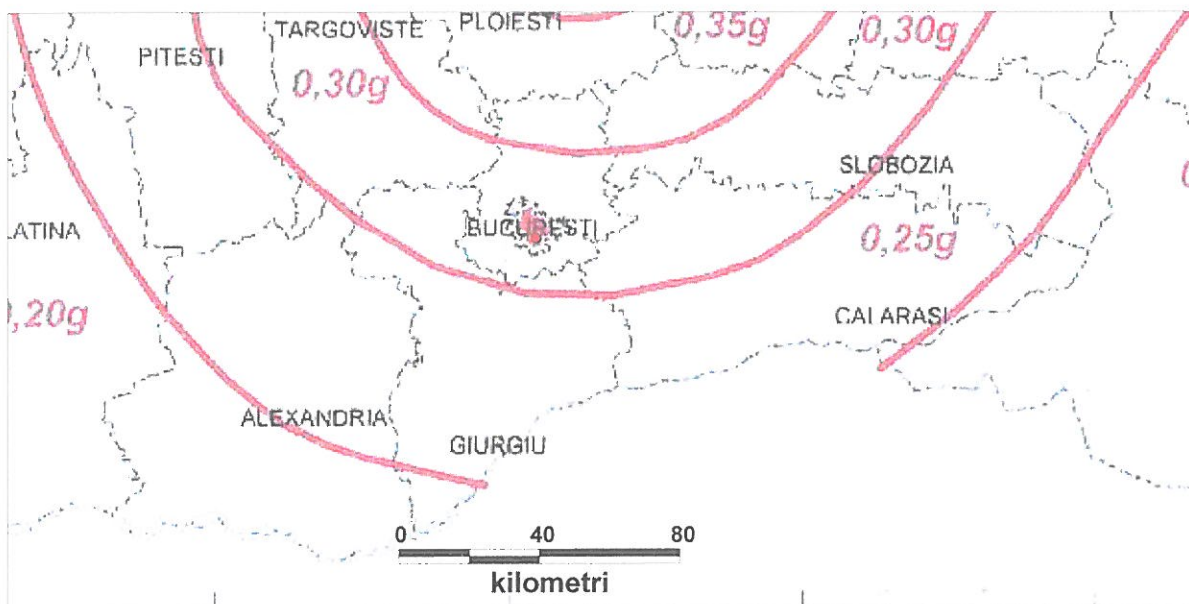 TARGOVISTE
PLOIESTI
0,35g
0,30g
PITESTI
0,30g
SLOBOZIA
BUCURESTI
LATINA
0,25g
CALARASI
,20g
ALEXANDRIA
GIURGIU
0 40 80
kilometri